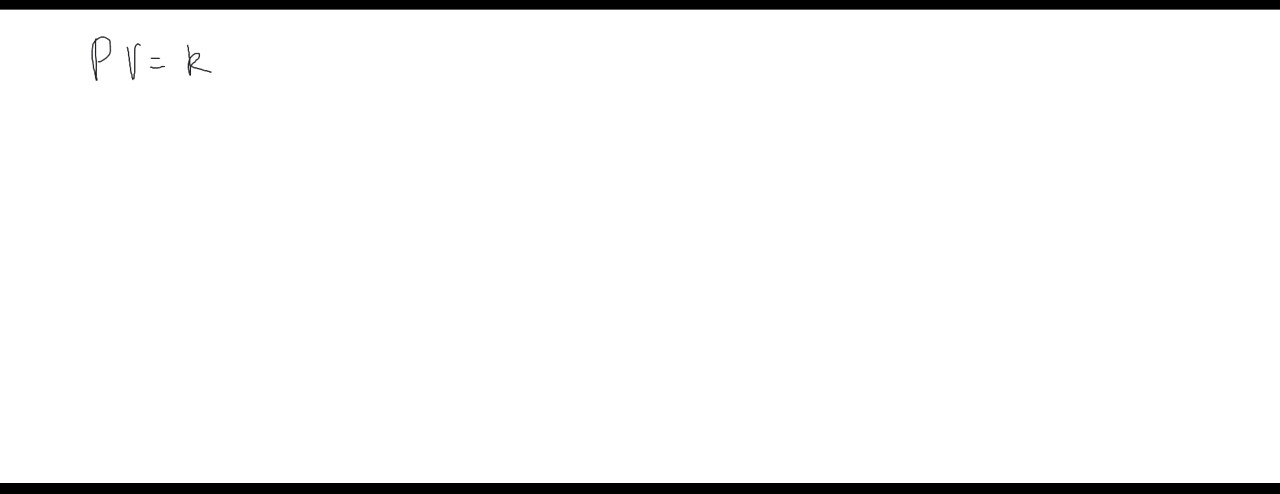 PV = k